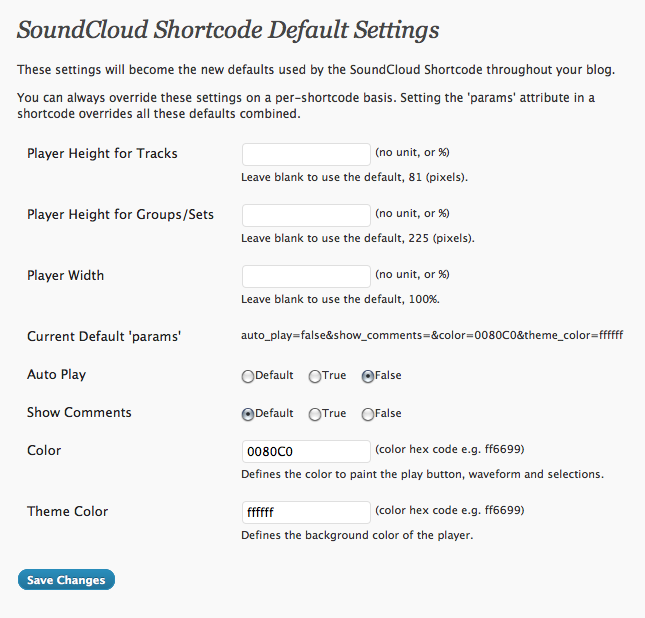 SoundCloud Shortcode Default Settings
These settings will become the new defaults used by the SoundCloud Shortcode throughout your blog.
You can always override these settings on a per-shortcode basis. Setting the 'params' attribute in a
shortcode overrides all these defaults combined.
Player Height for Tracks (no unit, or %)
Leave blank to use the default, 81 (pixels).
Player Height for Groups/Sets (no unit, or %)
Leave blank to use the default, 225 (pixels).
Player Width (no unit, or %)
Leave blank to use the default, 100%.
Current Default 'params' auto_play=false&show_comments=&color=0080C0&theme_color=ffffff
Auto Play Default True False
Show Comments Default True False
Color 0080C0 (color hex code e.g. ff6699)
Defines the color to paint the play button, waveform and selections.
Theme Color ffffff (color hex code e.g. ff6699)
Defines the background color of the player.
Save Changes